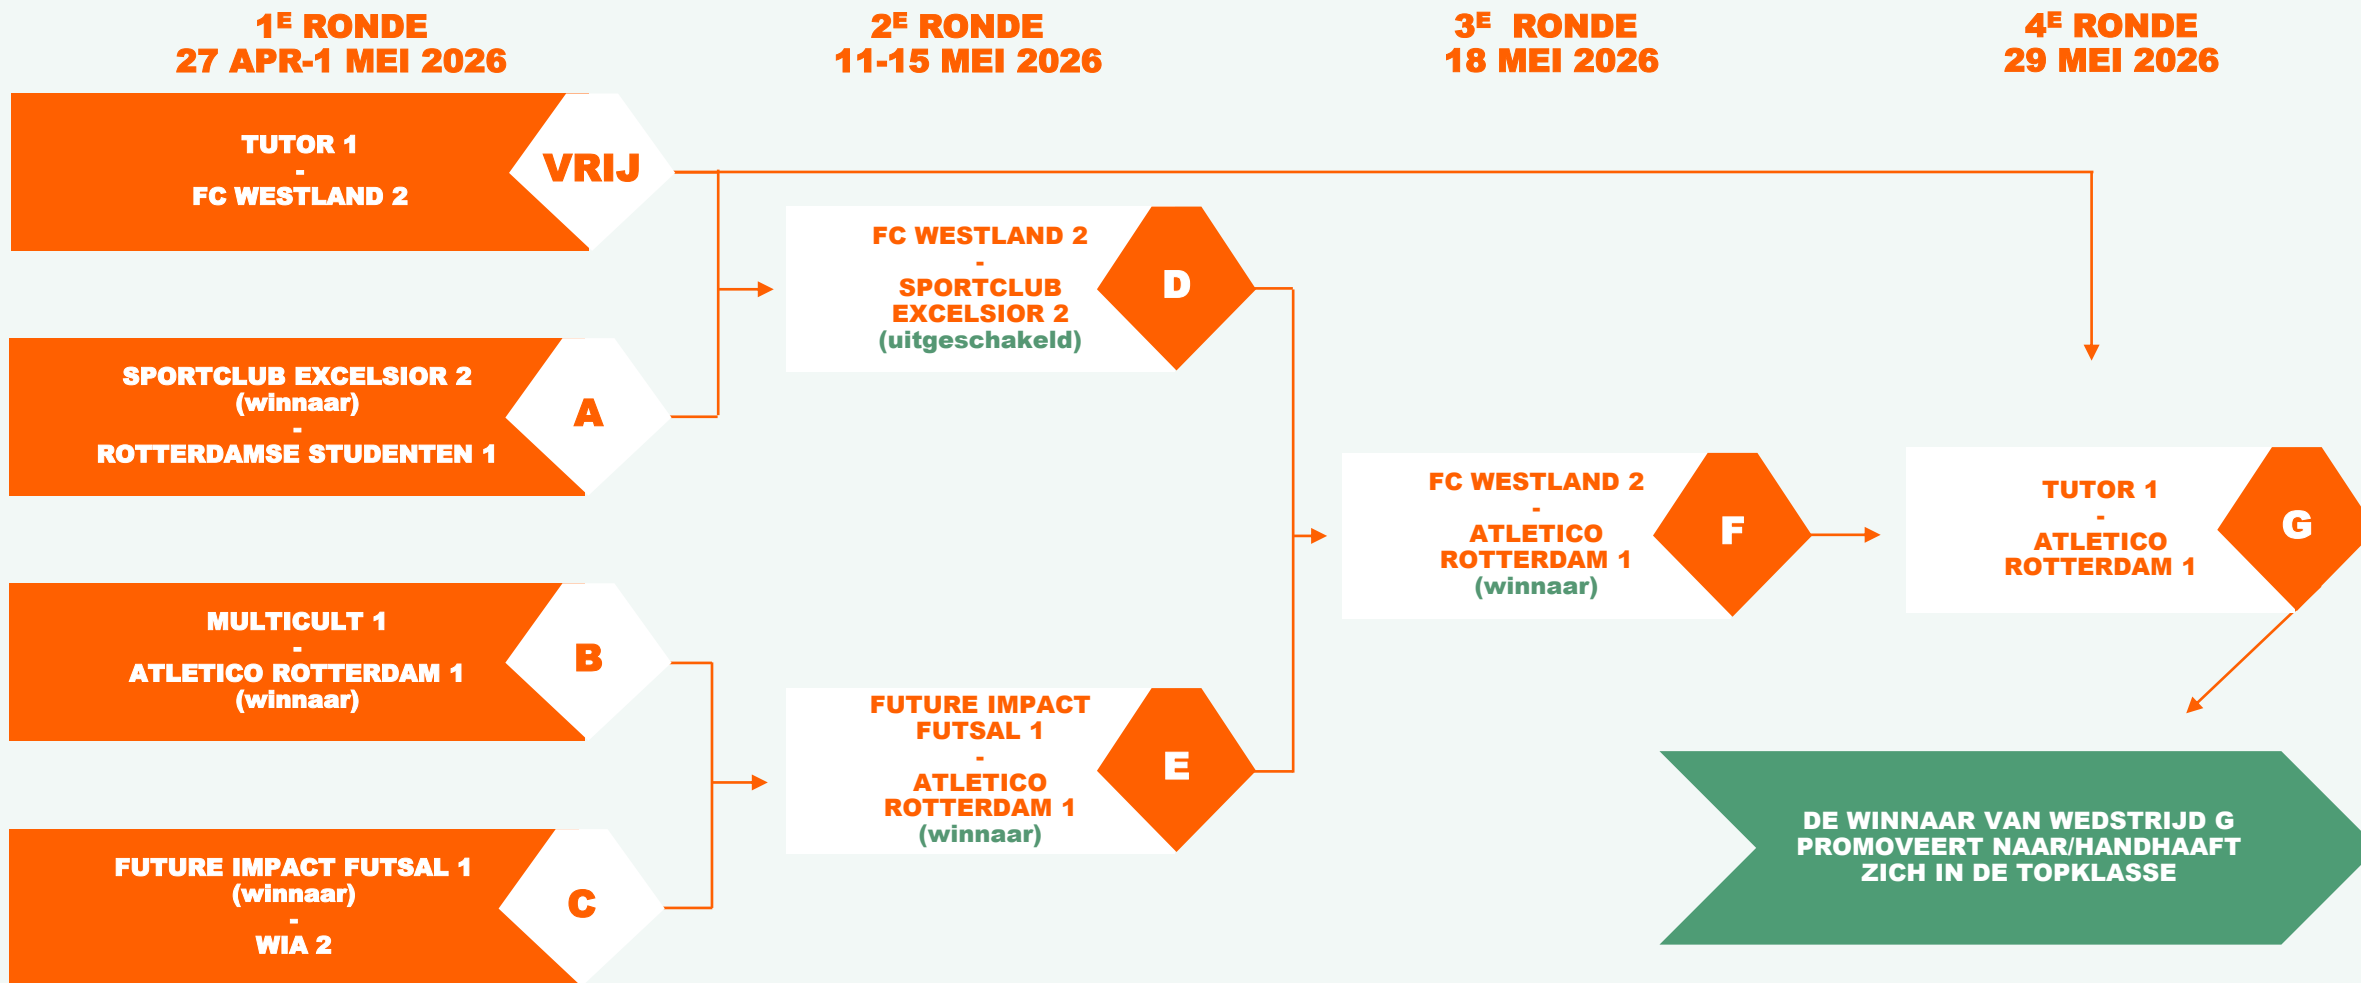 1E RONDE
27 APR-1 MEI 2026
2E RONDE
11-15 MEI 2026
3E RONDE
18 MEI 2026
4E RONDE
29 MEI 2026
TUTOR 1
-
FC WESTLAND 2
VRIJ
SPORTCLUB EXCELSIOR 2
(winnaar)
-
ROTTERDAMSE STUDENTEN 1
A
MULTICULT 1
-
ATLETICO ROTTERDAM 1
(winnaar)
B
FUTURE IMPACT FUTSAL 1
(winnaar)
-
WIA 2
C
FC WESTLAND 2
-
SPORTCLUB
EXCELSIOR 2
(uitgeschakeld)
D
FUTURE IMPACT
FUTSAL 1
-
ATLETICO
ROTTERDAM 1
(winnaar)
E
FC WESTLAND 2
-
ATLETICO
ROTTERDAM 1
(winnaar)
F
TUTOR 1
-
ATLETICO
ROTTERDAM 1
G
DE WINNAAR VAN WEDSTRIJD G
PROMOVEERT NAAR/HANDHAAFT
ZICH IN DE TOPKLASSE